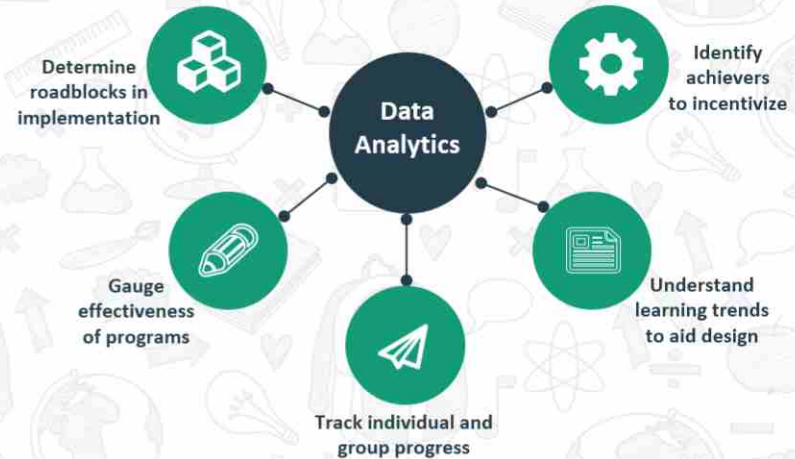 Data
Analytics
Determine
roadblocks in
implementation
Identify
achievers
to incentivize
Gauge
effectiveness
of programs
Understand
learning trends
to aid design
Track individual and
group progress